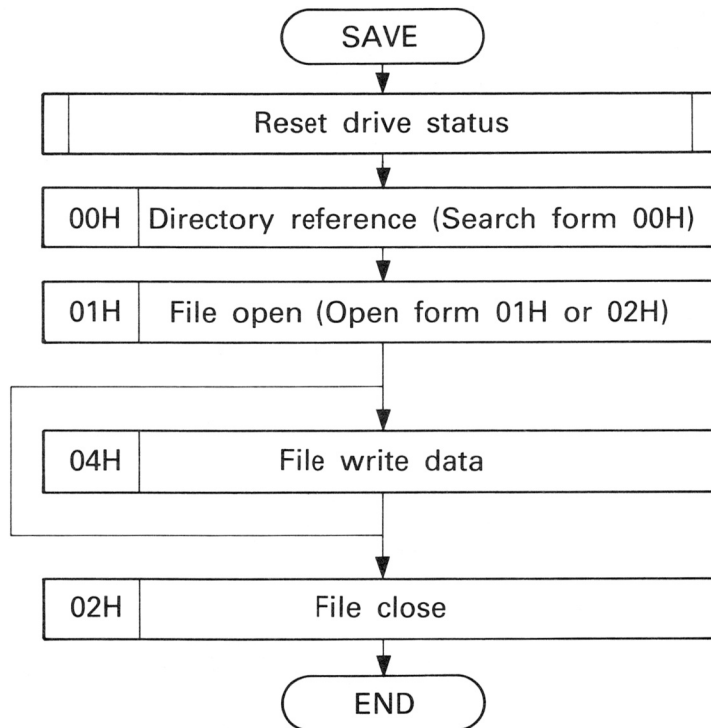 SAVE
Reset drive status
00H Directory reference (Search form 00H)
01H File open (Open form 01H or 02H)
04H File write data
02H File close
END